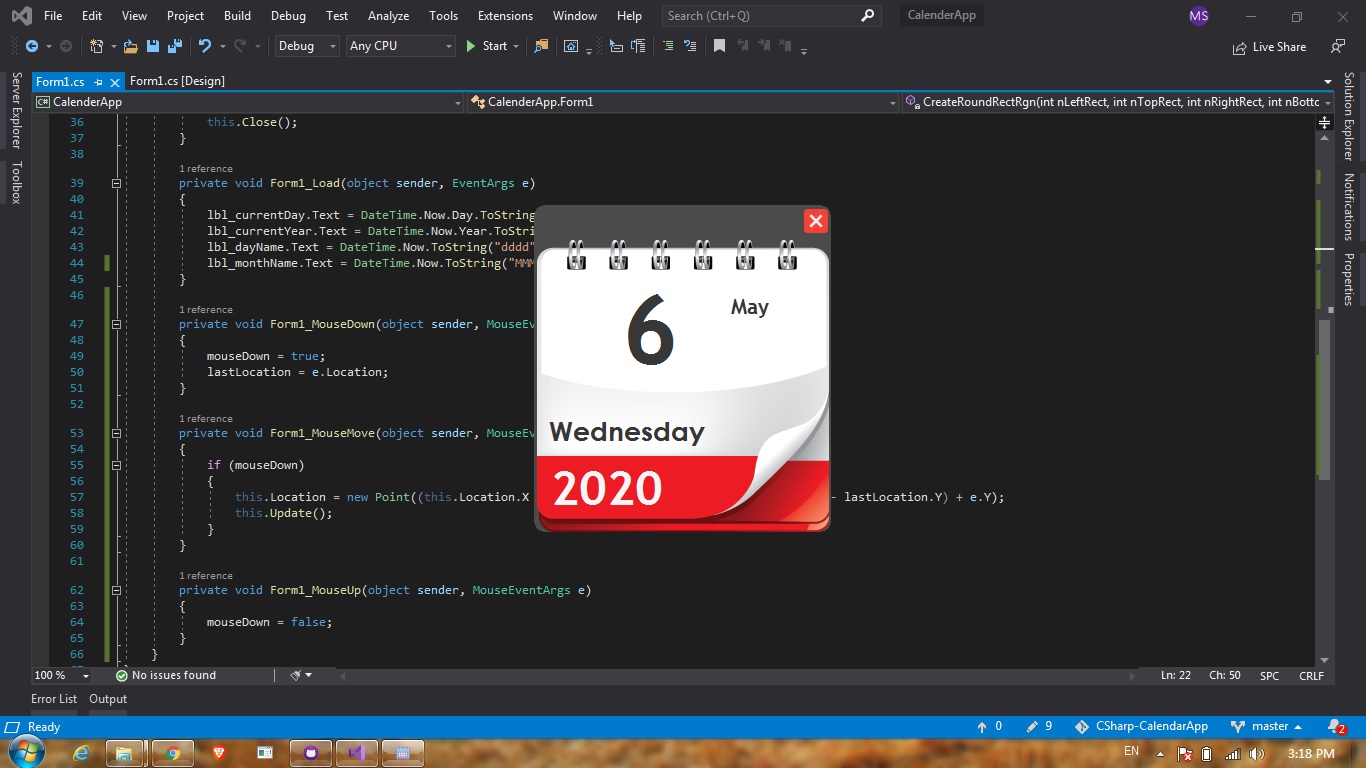 File Edit View Project Build Debug Test Analyze Tools Extensions Window Help Search (Ctrl+Q) CalenderApp MS
Debug Any CPU Start Live Share
Form1.cs Form1.cs [Design]
C# CalenderApp CalenderApp.Form1 CreateRoundRectRgn(int nLeftRect, int nTopRect, int nRightRect, int nBotto
Server Explorer
Toolbox
Solution Explorer
Notifications
Properties
36 this.Close();
37 }
38
1 reference
39 private void Form1_Load(object sender, EventArgs e)
40 {
41 lbl_currentDay.Text = DateTime.Now.Day.ToString
42 lbl_currentYear.Text = DateTime.Now.Year.ToStri
43 lbl_dayName.Text = DateTime.Now.ToString("dddd"
44 lbl_monthName.Text = DateTime.Now.ToString("MMM
45 }
46
1 reference
47 private void Form1_MouseDown(object sender, MouseEv
48 {
49 mouseDown = true;
50 lastLocation = e.Location;
51 }
52
1 reference
53 private void Form1_MouseMove(object sender, MouseEv
54 {
55 if (mouseDown)
56 {
57 this.Location = new Point((this.Location.X - lastLocation.Y) + e.Y);
58 this.Update();
59 }
60 }
61
1 reference
62 private void Form1_MouseUp(object sender, MouseEventArgs e)
63 {
64 mouseDown = false;
65 }
66 }
6
May
Wednesday
2020
100 % No issues found Ln: 22 Ch: 50 SPC CRLF
Error List Output
Ready 0 9 CSharp-CalendarApp master 2
EN 3:18 PM